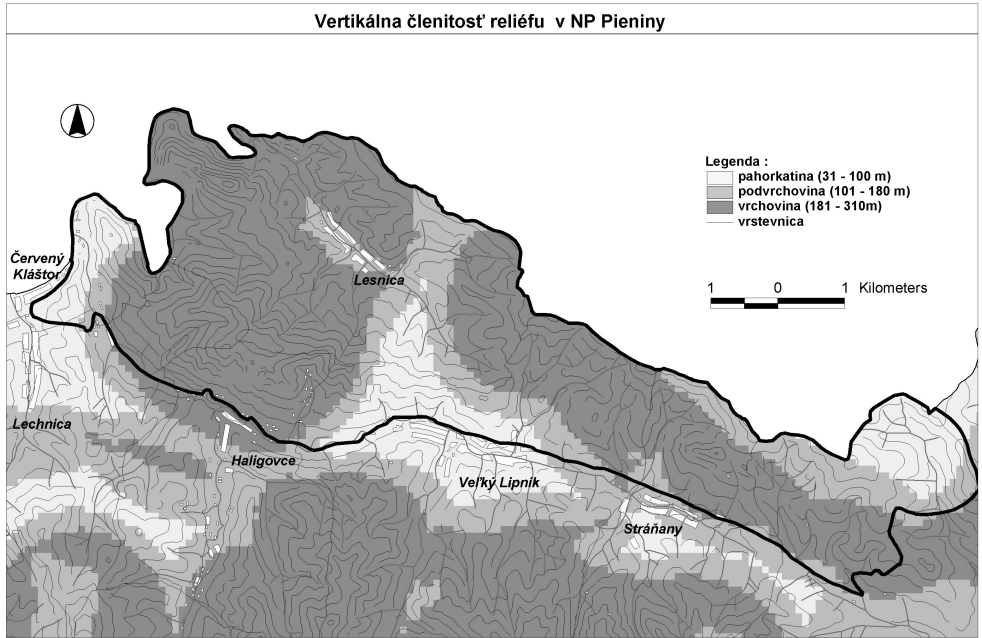 Vertikálna členitosť reliéfu v NP Pieniny
Legenda :
pahorkatina (31 - 100 m)
podvrchovina (101 - 180 m)
vrchovina (181 - 310m)
vrstevnica
Červený
Kláštor
Lesnica
1 0 1 Kilometers
Lechnica
Haligovce
Veľký Lipník
Stráňany